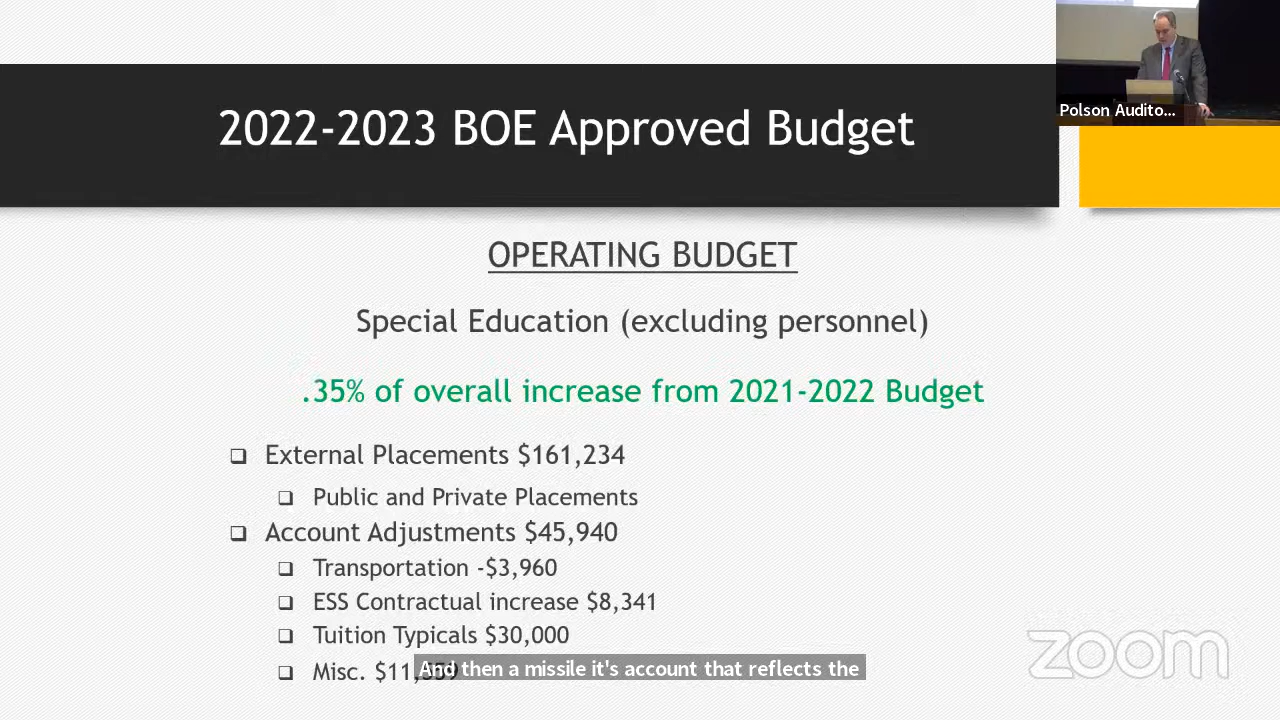 2022-2023 BOE Approved Budget
Polson Audito...
OPERATING BUDGET
Special Education (excluding personnel)
.35% of overall increase from 2021-2022 Budget
External Placements $161,234
Public and Private Placements
Account Adjustments $45,940
Transportation -$3,960
ESS Contractual increase $8,341
Tuition Typicals $30,000
Misc.
And then a missile it's account that reflects the
zoom